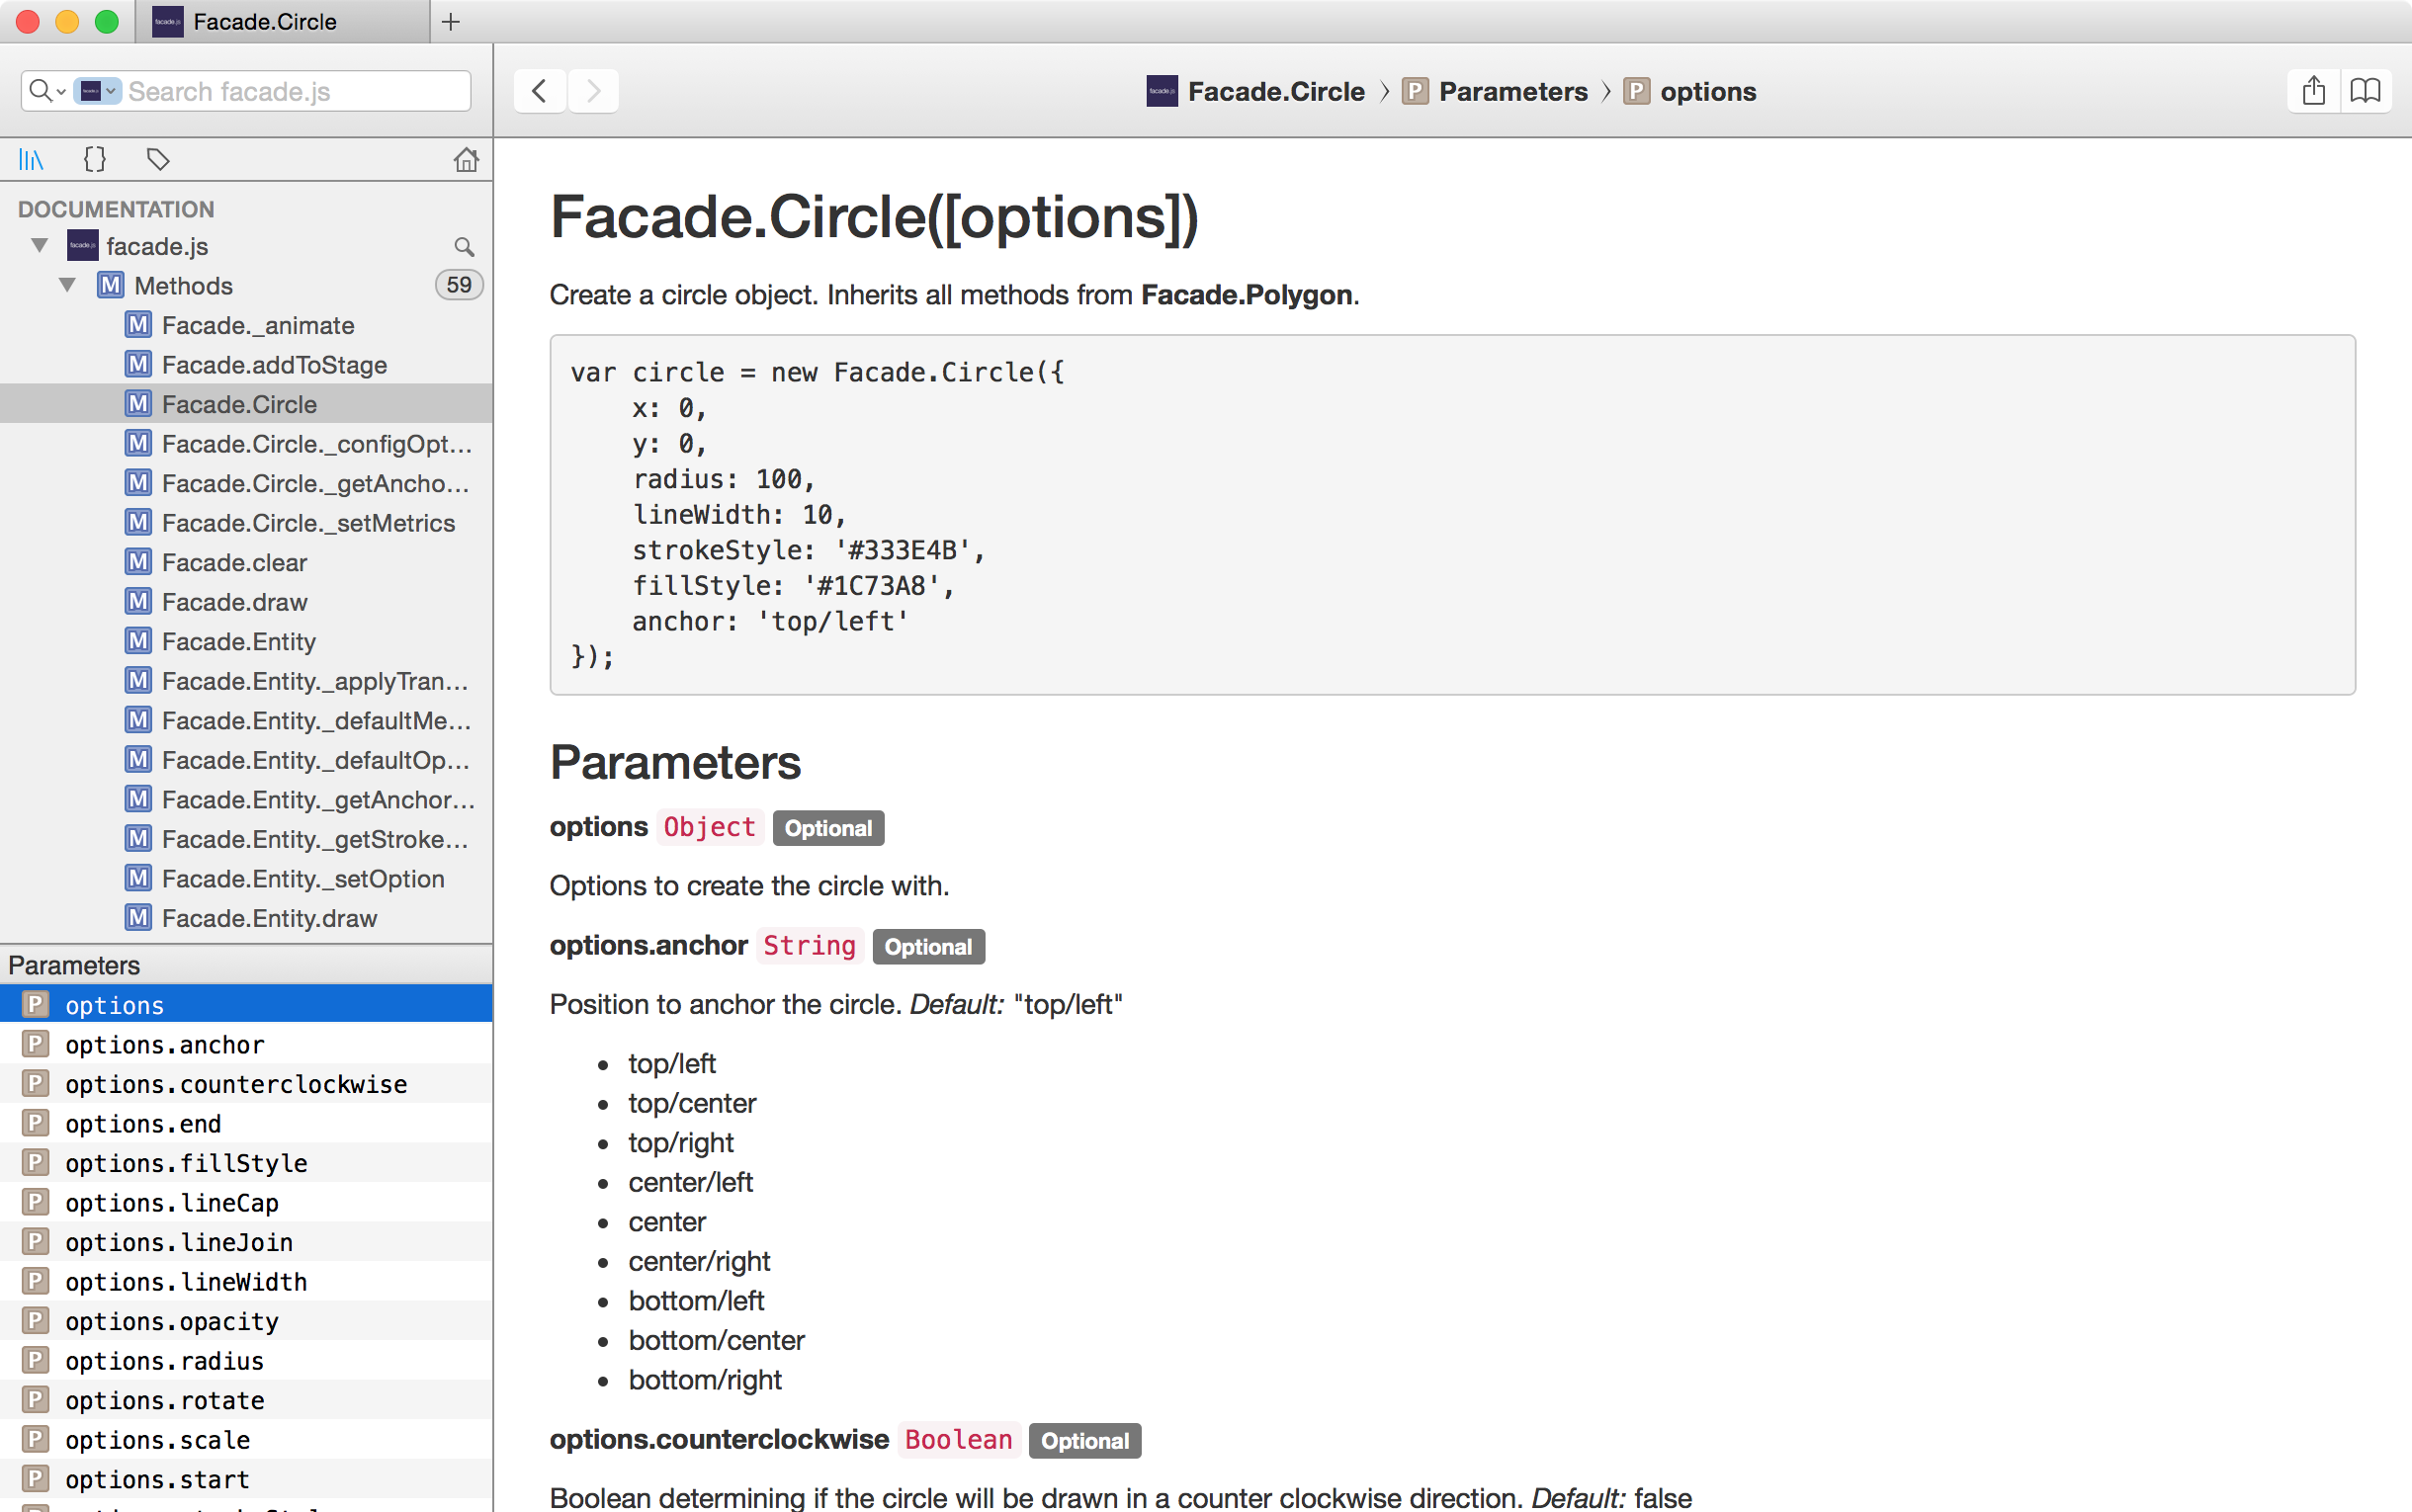 Facade.Circle
Search facade.js
Facade.Circle
Parameters
options
DOCUMENTATION
facade.js
Methods
59
Facade._animate
Facade.addToStage
Facade.Circle
Facade.Circle._configOpt...
Facade.Circle._getAncho...
Facade.Circle._setMetrics
Facade.clear
Facade.draw
Facade.Entity
Facade.Entity._applyTran...
Facade.Entity._defaultMe...
Facade.Entity._defaultOp...
Facade.Entity._getAnchor...
Facade.Entity._getStroke...
Facade.Entity._setOption
Facade.Entity.draw
Parameters
options
options.anchor
options.counterclockwise
options.end
options.fillStyle
options.lineCap
options.lineJoin
options.lineWidth
options.opacity
options.radius
options.rotate
options.scale
options.start
Facade.Circle([options])
Create a circle object. Inherits all methods from Facade.Polygon.
var circle = new Facade.Circle({
    x: 0,
    y: 0,
    radius: 100,
    lineWidth: 10,
    strokeStyle: '#333E4B',
    fillStyle: '#1C73A8',
    anchor: 'top/left'
});
Parameters
options Object Optional
Options to create the circle with.
options.anchor String Optional
Position to anchor the circle. Default: "top/left"
top/left
top/center
top/right
center/left
center
center/right
bottom/left
bottom/center
bottom/right
options.counterclockwise Boolean Optional
Boolean determining if the circle will be drawn in a counter clockwise direction. Default: false